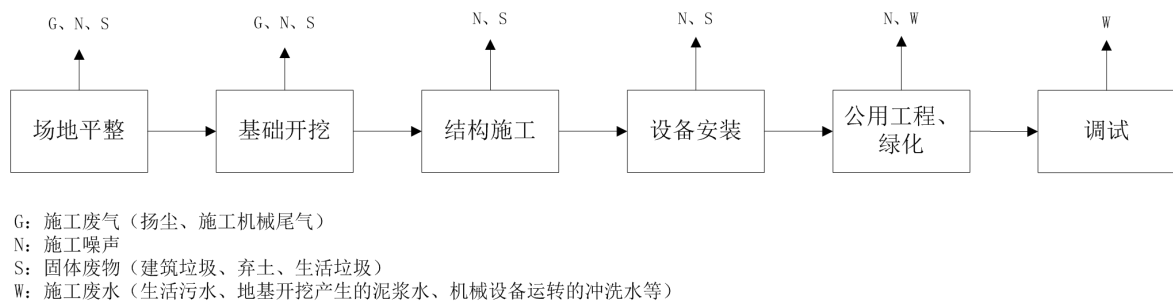 G、N、S
G、N、S
N、S
N、S
N、W
W
场地平整
基础开挖
结构施工
设备安装
公用工程、
绿化
调试
G：施工废气（扬尘、施工机械尾气）
N：施工噪声
S：固体废物（建筑垃圾、弃土、生活垃圾）
W：施工废水（生活污水、地基开挖产生的泥浆水、机械设备运转的冲洗水等）